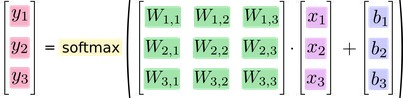 [y₁ y₂ y₃] = softmax([W₁,₁ W₁,₂ W₁,₃; W₂,₁ W₂,₂ W₂,₃; W₃,₁ W₃,₂ W₃,₃] · [x₁ x₂ x₃] + [b₁ b₂ b₃])